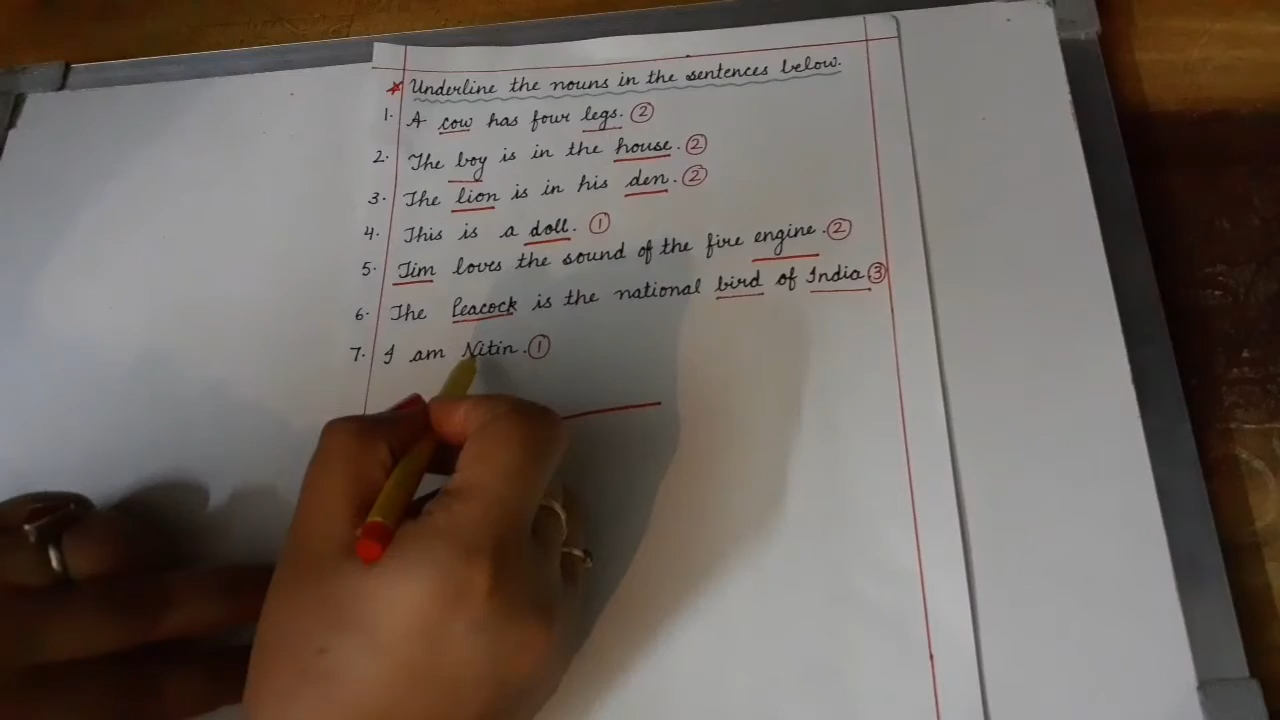 * Underline the nouns in the sentences below.
1. A cow has four legs. ②
2. The boy is in the house. ②
3. The lion is in his den. ②
4. This is a doll. ①
5. Jim loves the sound of the fire engine. ②
6. The Peacock is the national bird of India ③
7. I am Nitin. ①